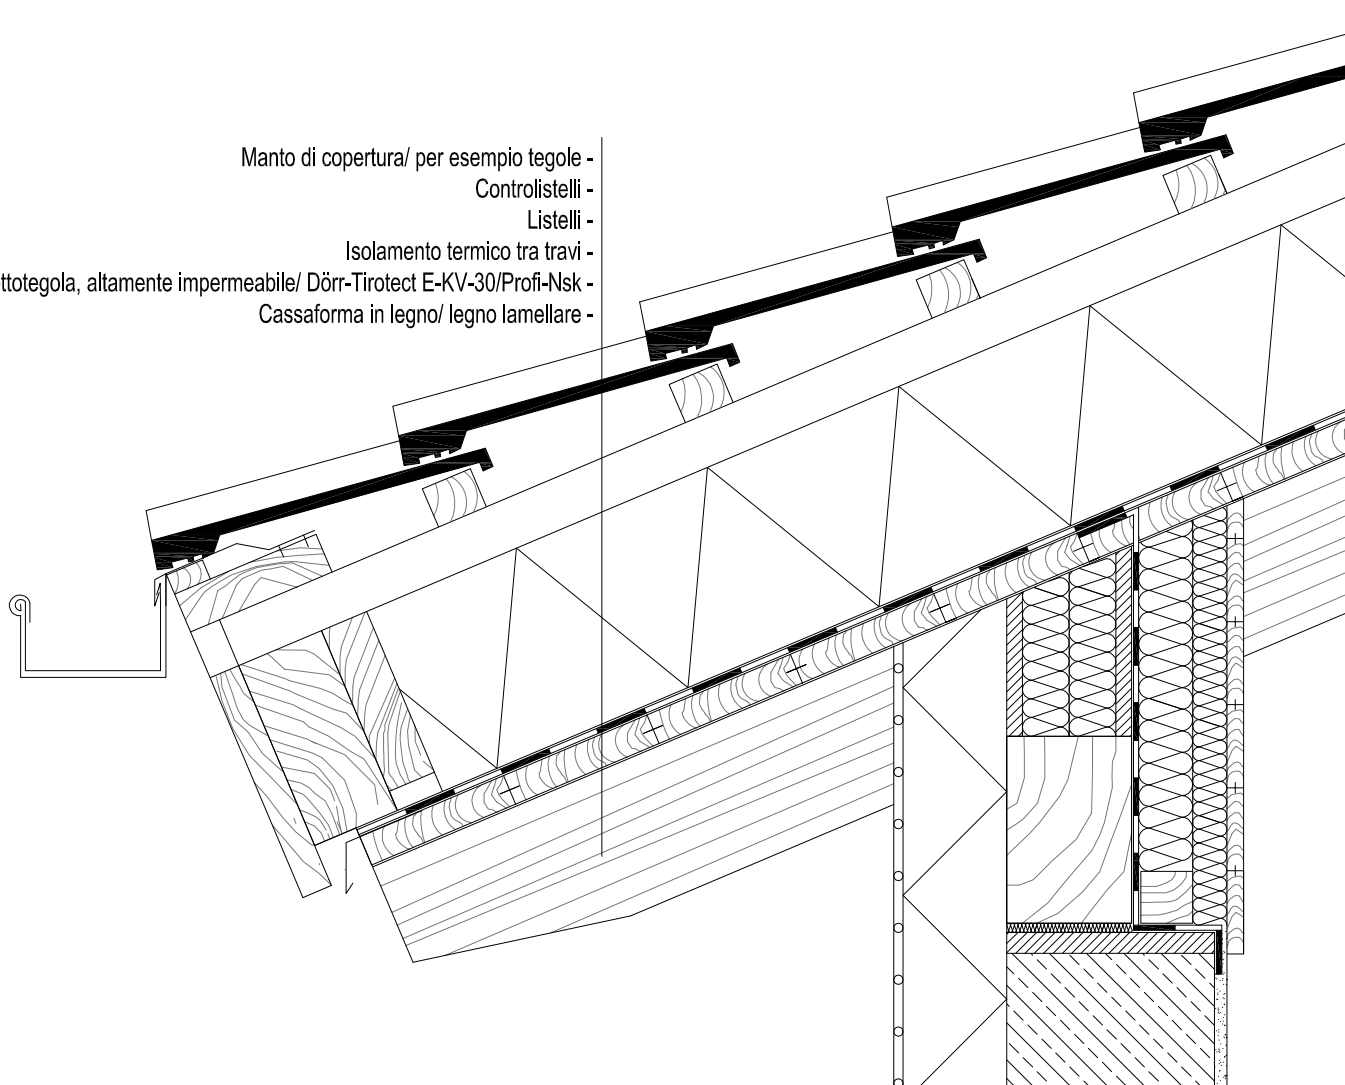 Manto di copertura/ per esempio tegole -
Controlistelli -
Listelli -
Isolamento termico tra travi -
ttotegola, altamente impermeabile/ Dörr-Tirotect E-KV-30/Profi-Nsk -
Cassaforma in legno/ legno lamellare -